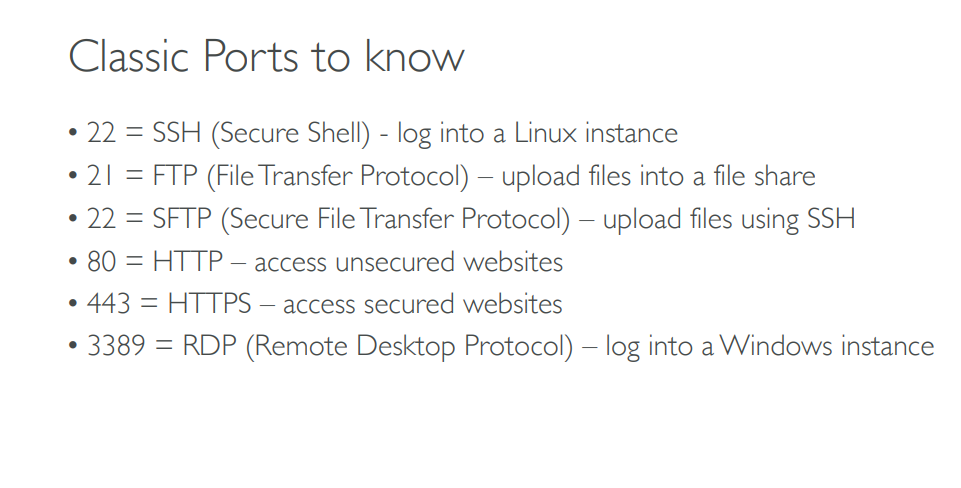 Classic Ports to know
• 22 = SSH (Secure Shell) - log into a Linux instance
• 21 = FTP (File Transfer Protocol) – upload files into a file share
• 22 = SFTP (Secure File Transfer Protocol) – upload files using SSH
• 80 = HTTP – access unsecured websites
• 443 = HTTPS – access secured websites
• 3389 = RDP (Remote Desktop Protocol) – log into a Windows instance